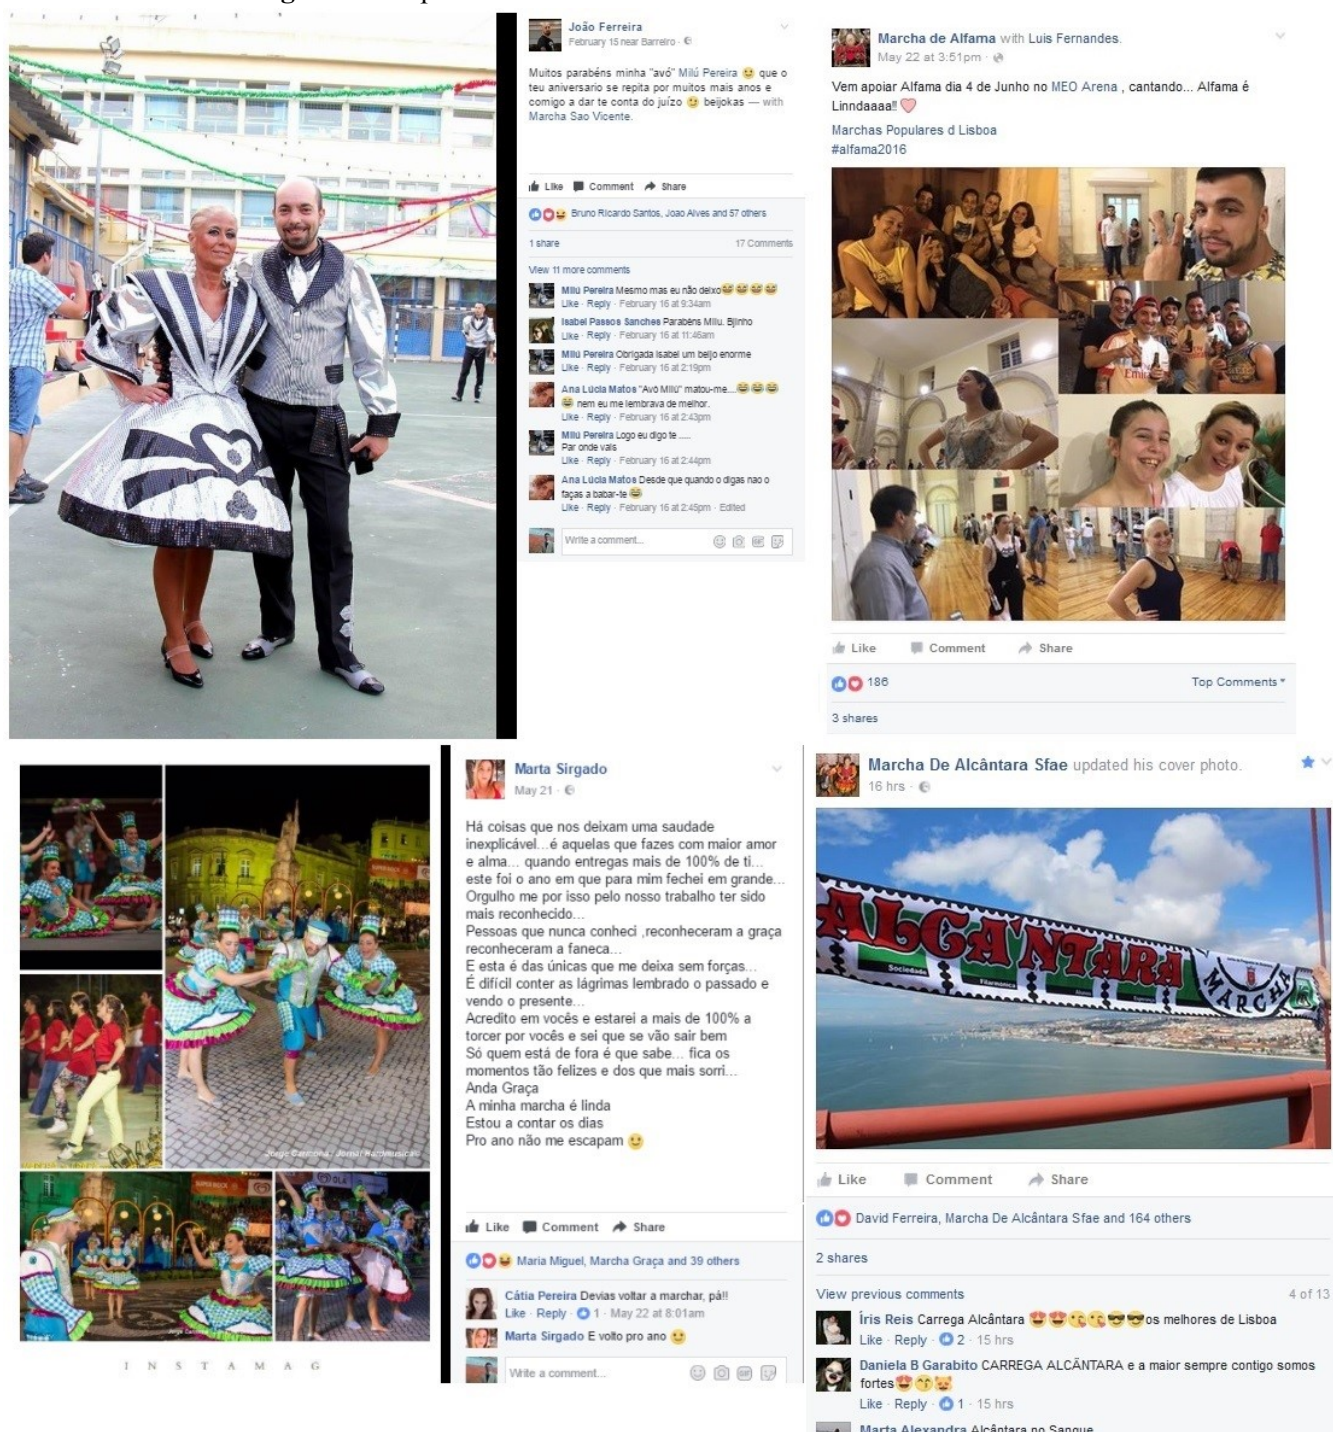 João Ferreira
February 15 near Barreiro
Muitos parabéns minha "avó" Milú Pereira 😉 que o
teu aniversario se repita por muitos mais anos e
comigo a dar te conta do juízo 😉 beijokas — with
Marcha Sao Vicente.
Like Comment Share
Bruno Ricardo Santos, Joao Alves and 57 others
1 share 17 Comments
View 11 more comments
Milú Pereira Mesmo mas eu não deixo😂😂😂😂
Like · Reply · February 16 at 9:34am
Isabel Passos Sanches Parabéns Milu. Bjinho
Like · Reply · February 16 at 11:46am
Milú Pereira Obrigada Isabel um beijo enorme
Like · Reply · February 16 at 2:19pm
Ana Lúcia Matos "Avó Milú" matou-me....😂😂😂
😂 nem eu me lembrava de melhor.
Like · Reply · February 16 at 2:43pm
Milú Pereira Logo eu digo te .....
Par onde vais
Like · Reply · February 16 at 2:44pm
Ana Lúcia Matos Desde que quando o digas nao o
faças a babar-te 😂
Like · Reply · February 16 at 2:45pm · Edited
Write a comment...
Marcha de Alfama with Luis Fernandes.
May 22 at 3:51pm
Vem apoiar Alfama dia 4 de Junho no MEO Arena , cantando... Alfama é
Linndaaaa!! ❤
Marchas Populares d Lisboa
#alfama2016
Like Comment Share
186 Top Comments
3 shares
Jorge Carmona / Jornal Hardmusica
OLÁ
INSTAMAG
Marta Sirgado
May 21
Há coisas que nos deixam uma saudade
inexplicável...é aquelas que fazes com maior amor
e alma... quando entregas mais de 100% de ti...
este foi o ano em que para mim fechei em grande...
Orgulho me por isso pelo nosso trabalho ter sido
mais reconhecido...
Pessoas que nunca conheci ,reconheceram a graça
reconheceram a faneca...
E esta é das únicas que me deixa sem forças...
É difícil conter as lágrimas lembrado o passado e
vendo o presente...
Acredito em vocês e estarei a mais de 100% a
torcer por vocês e sei que se vão sair bem
Só quem está de fora é que sabe... fica os
momentos tão felizes e dos que mais sorri...
Anda Graça
A minha marcha é linda
Estou a contar os dias
Pro ano não me escapam 😉
Like Comment Share
Maria Miguel, Marcha Graça and 39 others
Cátia Pereira Devias voltar a marchar, pá!!
Like · Reply · 1 · May 22 at 8:01am
Marta Sirgado E volto pro ano 😉
Write a comment...
Marcha De Alcântara Sfae updated his cover photo.
16 hrs
ALCÂNTARA
MARCHA
Sociedade
Filarmonica
Like Comment Share
David Ferreira, Marcha De Alcântara Sfae and 164 others
2 shares
View previous comments 4 of 13
Íris Reis Carrega Alcântara 😍😍😘😘😎😎os melhores de Lisboa
Like · Reply · 2 · 15 hrs
Daniela B Garabito CARREGA ALCÃNTARA e a maior sempre contigo somos
fortes😍😙😻
Like · Reply · 1 · 15 hrs
Marta Alexandra Alcântara no Sangue